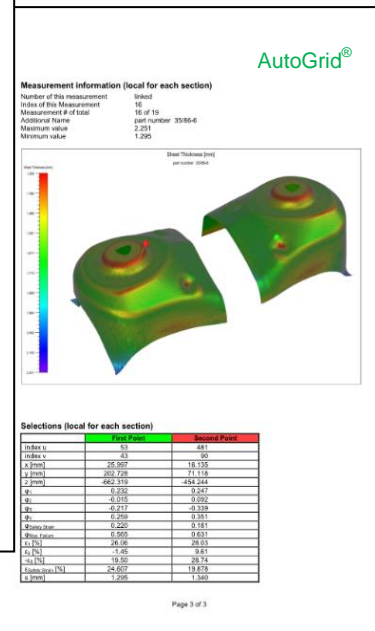 AutoGrid®
Measurement information (local for each section)
Number of this measurement linked
Index of this Measurement 16
Measurement # of total 16 of 19
Additional Name part number 35/86-6
Maximum value 2.251
Minimum value 1.295
Sheet Thickness [mm]
part number 35/86-6
Selections (local for each section)
First Point Second Point
index u 53 481
index v 43 90
x [mm] 25.997 16.135
y [mm] 202.728 71.118
z [mm] -662.319 -454.244
φ₁ 0.232 0.247
φ₂ -0.015 0.092
φ₃ -0.217 -0.339
0.259 0.351
φSafety Strain 0.220 0.181
0.565 0.631
ε₁ [%] 26.06 28.03
ε₂ [%] -1.45 9.61
-ε₃ [%] 19.50 28.74
εSafety Strain [%] 24.607 19.878
s [mm] 1.295 1.340
Page 3 of 3